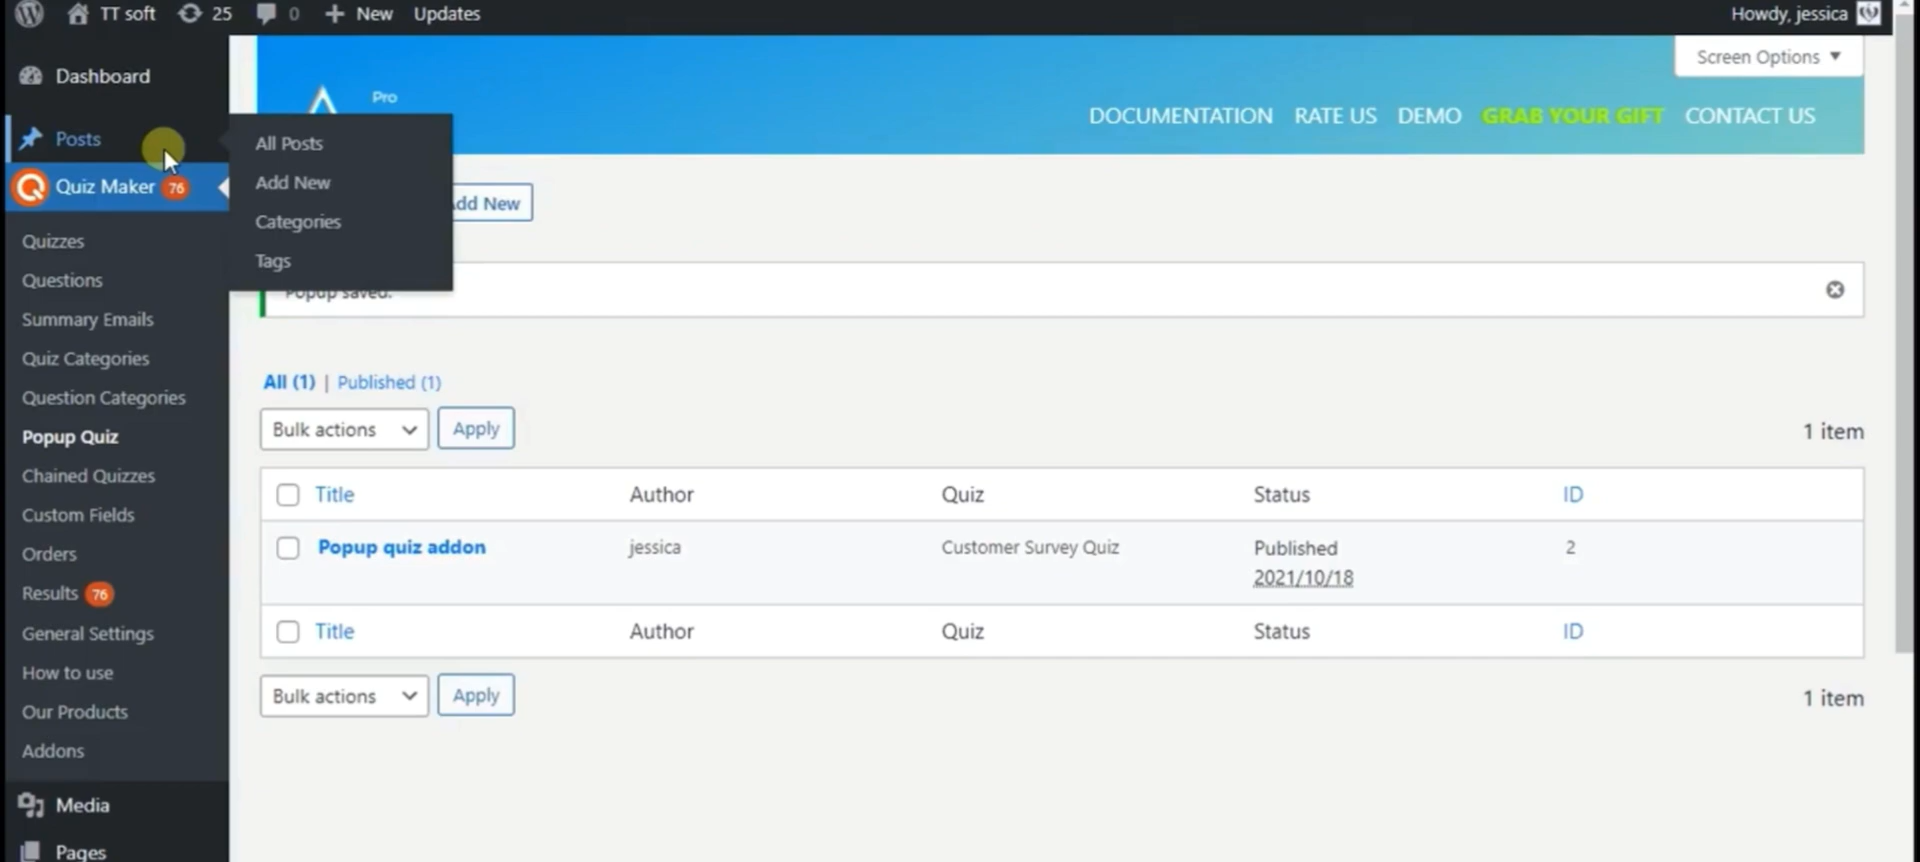 TT soft 25 0 New Updates Howdy, jessica
Screen Options
Pro
DOCUMENTATION RATE US DEMO GRAB YOUR GIFT CONTACT US
Dashboard
Posts
All Posts
Add New
Categories
Tags
Quiz Maker 76
Quizzes
Questions
Summary Emails
Quiz Categories
Question Categories
Popup Quiz
Chained Quizzes
Custom Fields
Orders
Results 76
General Settings
How to use
Our Products
Addons
Media
Pages
Add New
Popup saved.
All (1) | Published (1)
Bulk actions Apply 1 item
Title Author Quiz Status ID
Popup quiz addon jessica Customer Survey Quiz Published 2
2021/10/18
Title Author Quiz Status ID
Bulk actions Apply 1 item